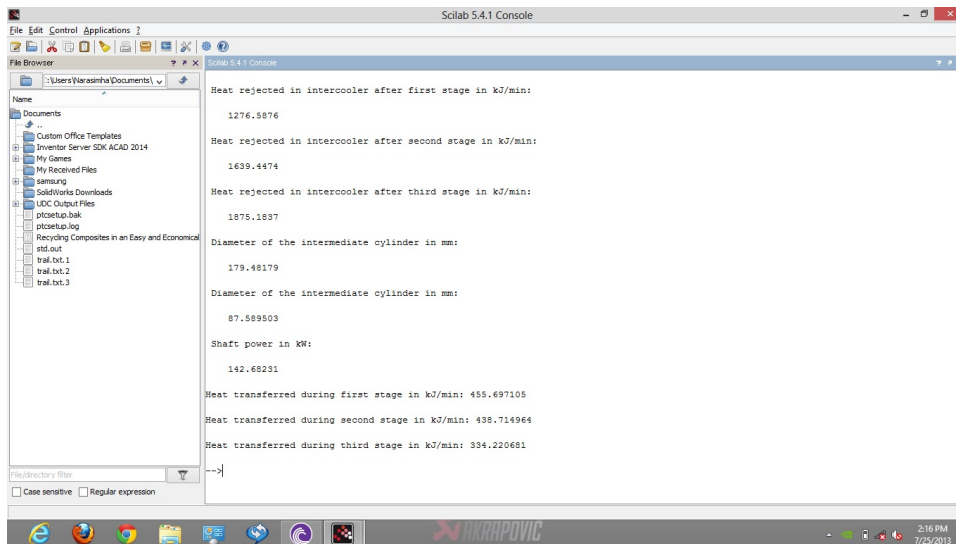 Scilab 5.4.1 Console
File Edit Control Applications ?
File Browser
Scilab 5.4.1 Console
:\Users\Narasimha\Documents\
Name
Documents
..
Custom Office Templates
Inventor Server SDK ACAD 2014
My Games
My Received Files
samsung
SolidWorks Downloads
UDC Output Files
ptcsetup.bak
ptcsetup.log
Recycling Composites in an Easy and Economical
std.out
trail.txt.1
trail.txt.2
trail.txt.3
File/directory filter
Case sensitive Regular expression
Heat rejected in intercooler after first stage in kJ/min:
1276.5876
Heat rejected in intercooler after second stage in kJ/min:
1639.4474
Heat rejected in intercooler after third stage in kJ/min:
1875.1837
Diameter of the intermediate cylinder in mm:
179.48179
Diameter of the intermediate cylinder in mm:
87.589503
Shaft power in kW:
142.68231
Heat transferred during first stage in kJ/min: 455.697105
Heat transferred during second stage in kJ/min: 438.714964
Heat transferred during third stage in kJ/min: 334.220681
-->
AKRAPOVIC
2:16 PM
7/25/2013